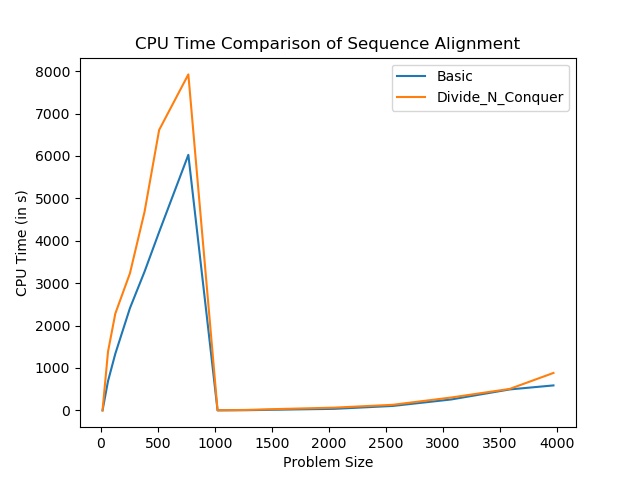 CPU Time Comparison of Sequence Alignment
Basic
Divide_N_Conquer
8000
7000
6000
5000
4000
3000
2000
1000
0
CPU Time (in s)
0 500 1000 1500 2000 2500 3000 3500 4000
Problem Size